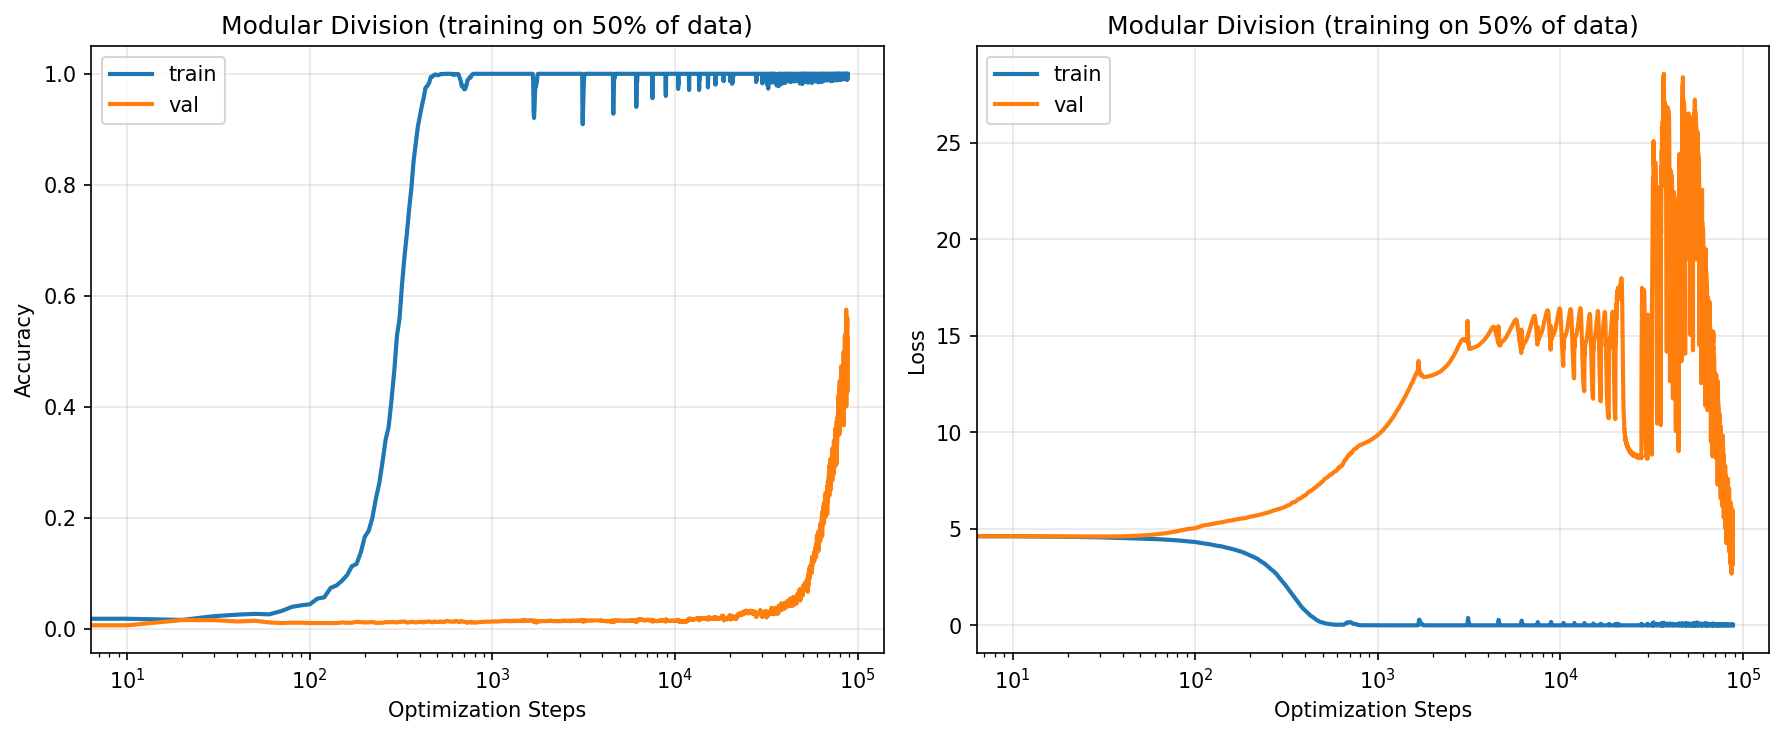 Modular Division (training on 50% of data)
train
val
1.0
0.8
0.6
0.4
0.2
0.0
Accuracy
10¹
10²
10³
10⁴
10⁵
Optimization Steps
Modular Division (training on 50% of data)
train
val
25
20
15
10
5
0
Loss
10¹
10²
10³
10⁴
10⁵
Optimization Steps